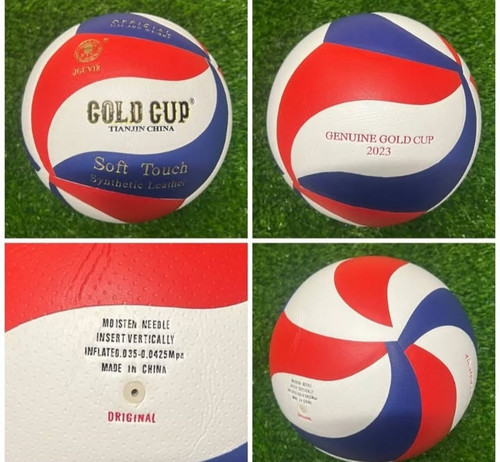 GOLD CUP®
TIANJIN CHINA
Soft Touch
Synthetic Leather
GENUINE GOLD CUP
2023
MOISTEN NEEDLE
INSERT VERTICALLY
INFLATED.035-0.0425Mpa
MADE IN CHINA
ORIGINAL